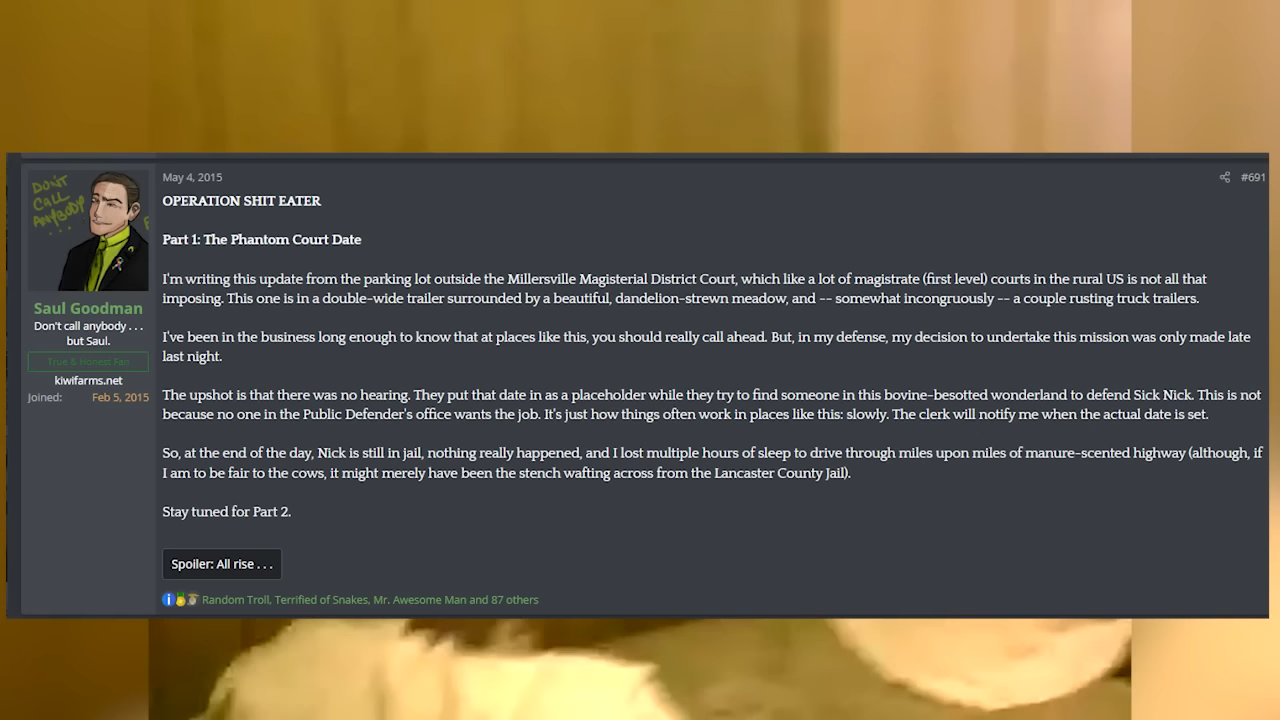 DON'T
CALL
ANYBODY
. . .
Saul Goodman
Don't call anybody . . .
but Saul.
True & Honest Fan
kiwifarms.net
Joined: Feb 5, 2015
May 4, 2015
#691
OPERATION SHIT EATER
Part 1: The Phantom Court Date
I'm writing this update from the parking lot outside the Millersville Magisterial District Court, which like a lot of magistrate (first level) courts in the rural US is not all that
imposing. This one is in a double-wide trailer surrounded by a beautiful, dandelion-strewn meadow, and -- somewhat incongruously -- a couple rusting truck trailers.
I've been in the business long enough to know that at places like this, you should really call ahead. But, in my defense, my decision to undertake this mission was only made late
last night.
The upshot is that there was no hearing. They put that date in as a placeholder while they try to find someone in this bovine-besotted wonderland to defend Sick Nick. This is not
because no one in the Public Defender's office wants the job. It's just how things often work in places like this: slowly. The clerk will notify me when the actual date is set.
So, at the end of the day, Nick is still in jail, nothing really happened, and I lost multiple hours of sleep to drive through miles upon miles of manure-scented highway (although, if
I am to be fair to the cows, it might merely have been the stench wafting across from the Lancaster County Jail).
Stay tuned for Part 2.
Spoiler: All rise . . .
Random Troll, Terrified of Snakes, Mr. Awesome Man and 87 others